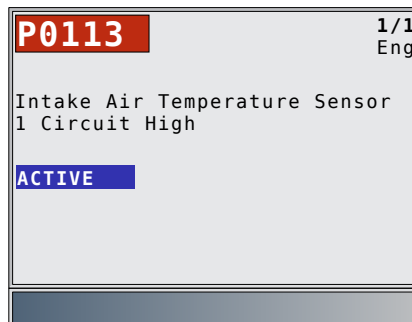 P0113
1/1
Eng
Intake Air Temperature Sensor
1 Circuit High
ACTIVE